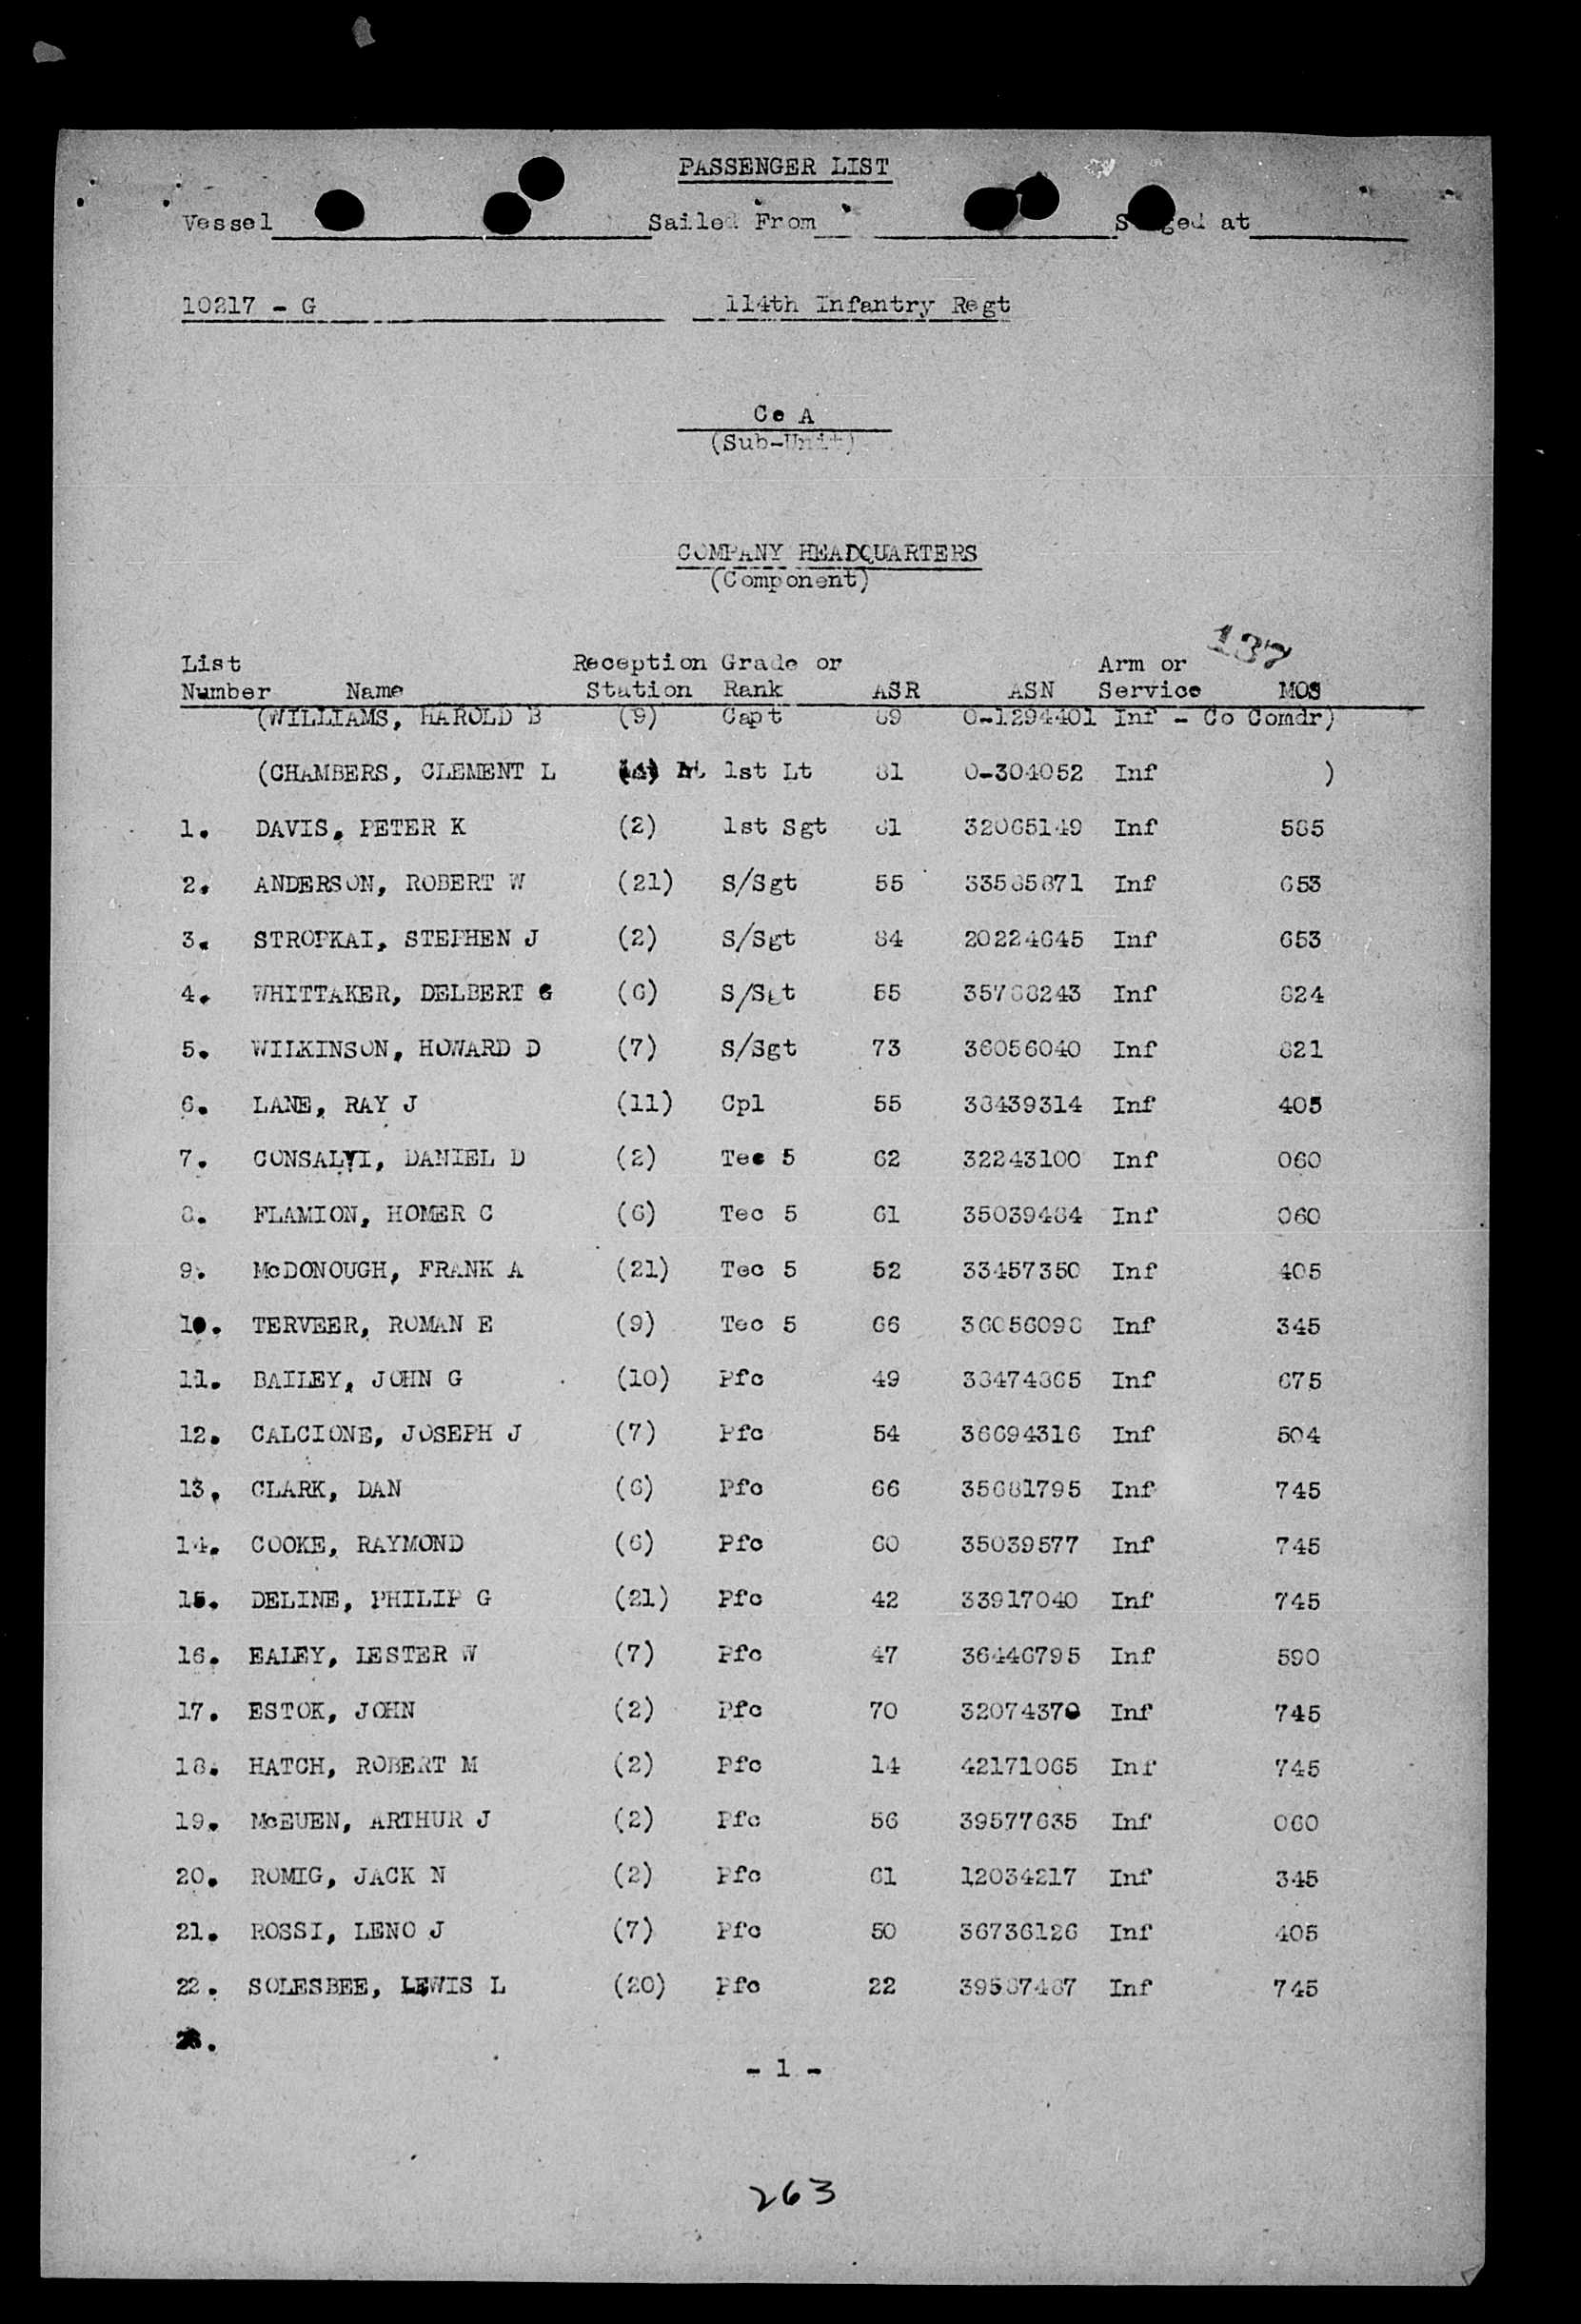 PASSENGER LIST
Vessel Sailed From Staged at
10217 - G 114th Infantry Regt
Co A
(Sub-Unit)
COMPANY HEADQUARTERS
(Component)
137
List Reception Grade or Arm or
Number Name Station Rank ASR ASN Service MOS
(WILLIAMS, HAROLD B (9) Capt 89 O-1294401 Inf - Co Comdr)
(CHAMBERS, CLEMENT L 1st Lt 81 O-304052 Inf )
1. DAVIS, PETER K (2) 1st Sgt 81 32065149 Inf 585
2. ANDERSON, ROBERT W (21) S/Sgt 55 33585871 Inf 653
3. STROPKAI, STEPHEN J (2) S/Sgt 84 20224645 Inf 653
4. WHITTAKER, DELBERT G (6) S/Sgt 55 Inf 824
5. WILKINSON, HOWARD D (7) S/Sgt 73 36056040 Inf 821
6. LANE, RAY J (11) Cpl 55 38439314 Inf 405
7. CONSALVI, DANIEL D (2) Tec 5 62 32243100 Inf 060
8. FLAMION, HOMER C (6) Tec 5 61 35039484 Inf 060
9. McDONOUGH, FRANK A (21) Tec 5 52 33457350 Inf 405
10. TERVEER, ROMAN E (9) Tec 5 66 Inf 345
11. BAILEY, JOHN G (10) Pfc 49 38474865 Inf 675
12. CALCIONE, JOSEPH J (7) Pfc 54 36694316 Inf 504
13. CLARK, DAN (6) Pfc 66 35681795 Inf 745
14. COOKE, RAYMOND (6) Pfc 60 35039577 Inf 745
15. DELINE, PHILIP G (21) Pfc 42 33917040 Inf 745
16. EALEY, LESTER W (7) Pfc 47 36446795 Inf 590
17. ESTOK, JOHN (2) Pfc 70 32074370 Inf 745
18. HATCH, ROBERT M (2) Pfc 14 42171065 Inf 745
19. McEUEN, ARTHUR J (2) Pfc 56 39577635 Inf 060
20. ROMIG, JACK N (2) Pfc 61 12034217 Inf 345
21. ROSSI, LENO J (7) Pfc 50 36736126 Inf 405
22. SOLESBEE, LEWIS L (20) Pfc 22 Inf 745
- 1 -
263